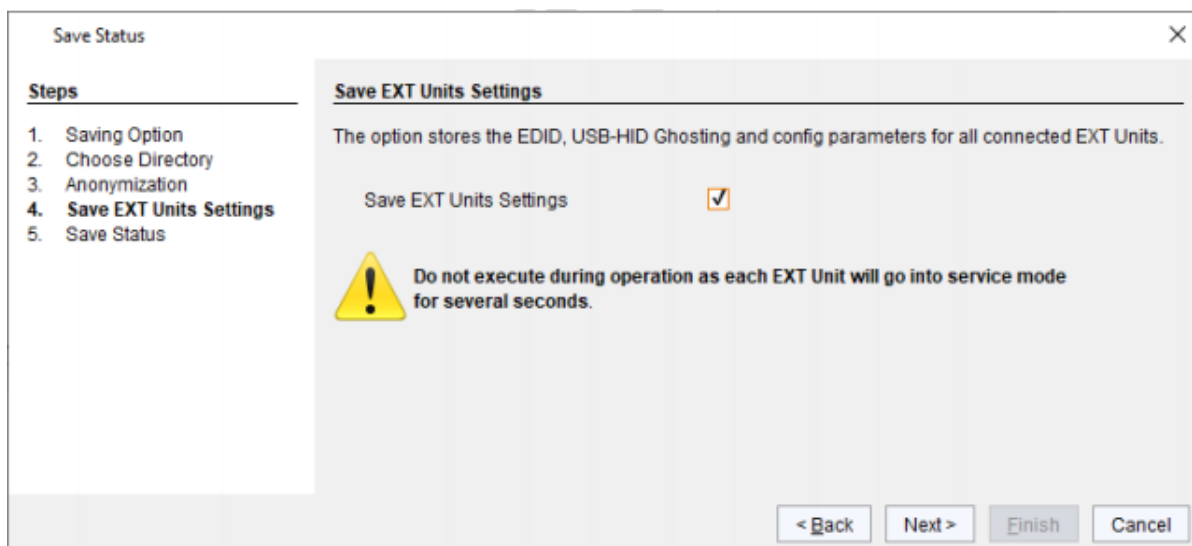 Save Status
Steps
1. Saving Option
2. Choose Directory
3. Anonymization
4. Save EXT Units Settings
5. Save Status
Save EXT Units Settings
The option stores the EDID, USB-HID Ghosting and config parameters for all connected EXT Units.
Save EXT Units Settings
Do not execute during operation as each EXT Unit will go into service mode
for several seconds.
< Back
Next >
Finish
Cancel